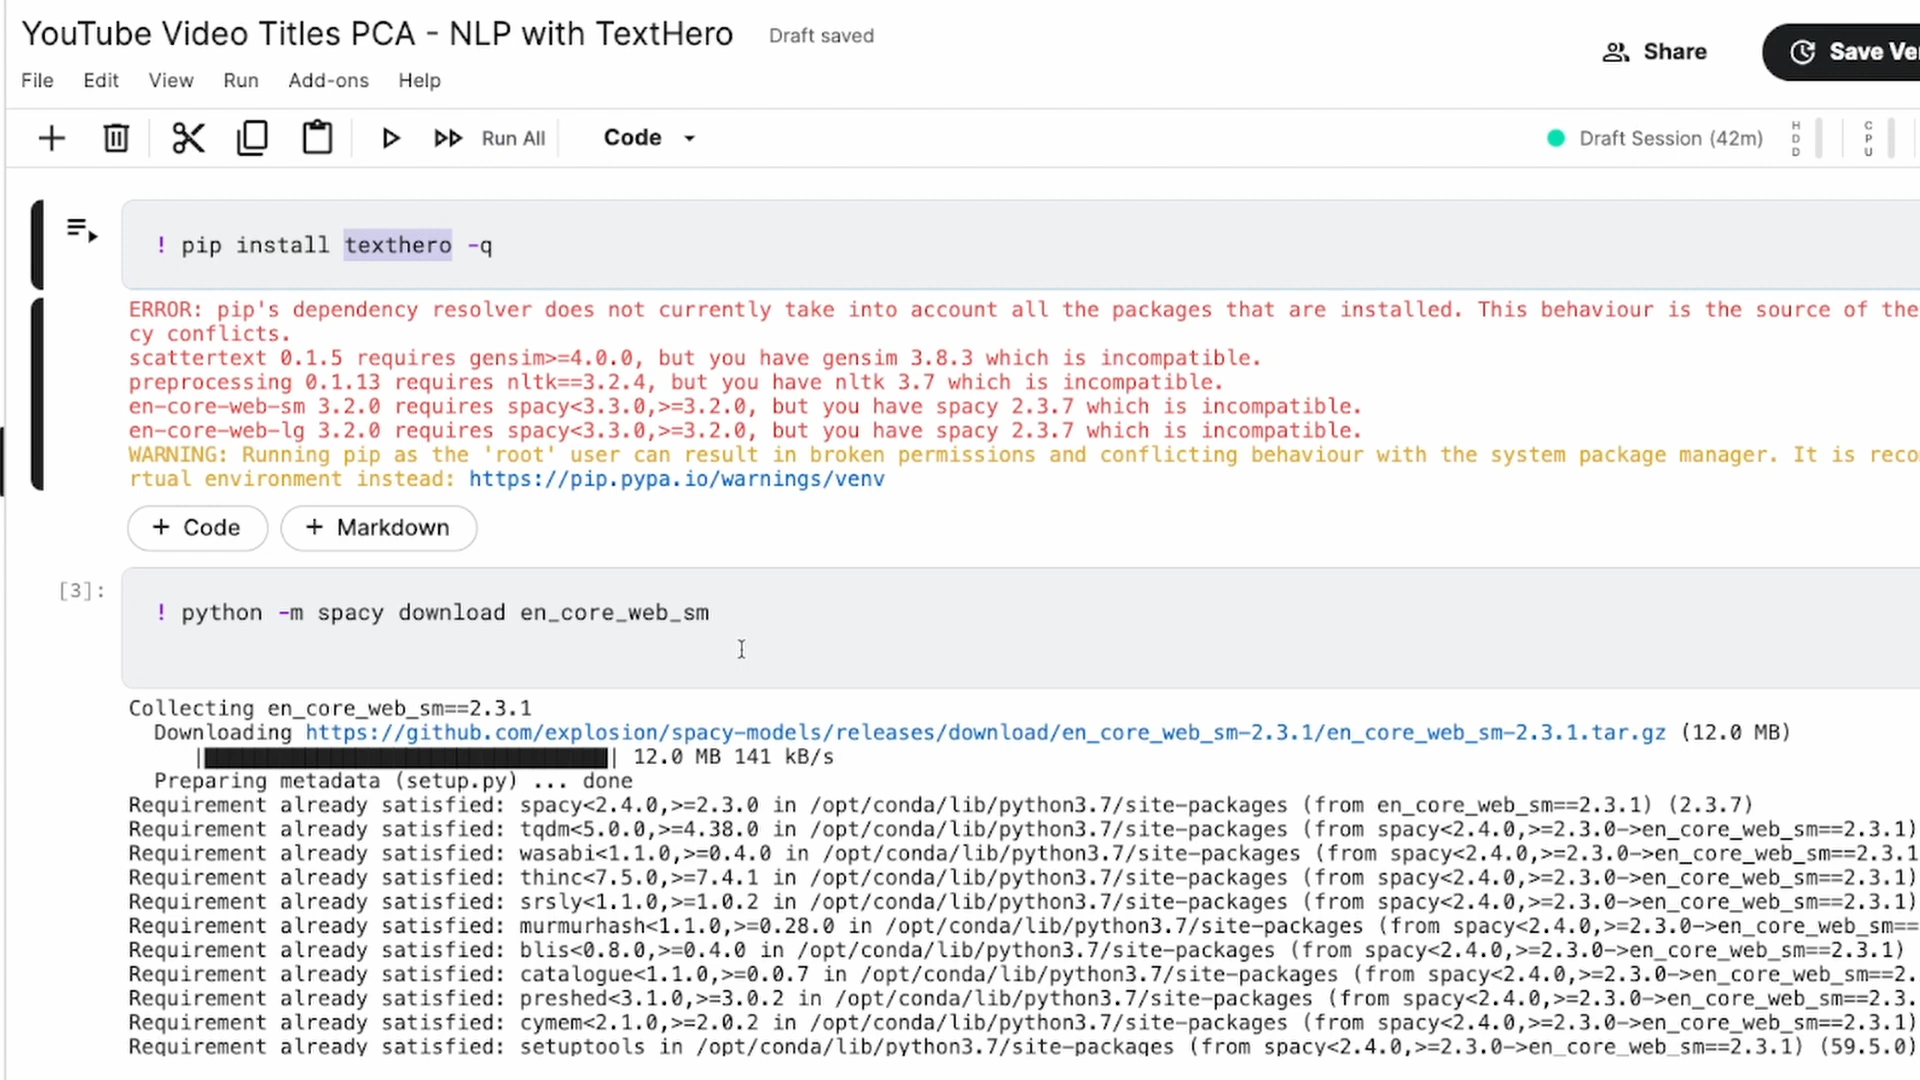 YouTube Video Titles PCA - NLP with TextHero Draft saved
Share
Save Ver
File Edit View Run Add-ons Help
Run All
Code
Draft Session (42m)
HDD
CPU
! pip install texthero -q
ERROR: pip's dependency resolver does not currently take into account all the packages that are installed. This behaviour is the source of the
cy conflicts.
scattertext 0.1.5 requires gensim>=4.0.0, but you have gensim 3.8.3 which is incompatible.
preprocessing 0.1.13 requires nltk==3.2.4, but you have nltk 3.7 which is incompatible.
en-core-web-sm 3.2.0 requires spacy<3.3.0,>=3.2.0, but you have spacy 2.3.7 which is incompatible.
en-core-web-lg 3.2.0 requires spacy<3.3.0,>=3.2.0, but you have spacy 2.3.7 which is incompatible.
WARNING: Running pip as the 'root' user can result in broken permissions and conflicting behaviour with the system package manager. It is reco
rtual environment instead: https://pip.pypa.io/warnings/venv
+ Code + Markdown
[3]:
! python -m spacy download en_core_web_sm
Collecting en_core_web_sm==2.3.1
Downloading https://github.com/explosion/spacy-models/releases/download/en_core_web_sm-2.3.1/en_core_web_sm-2.3.1.tar.gz (12.0 MB)
12.0 MB 141 kB/s
Preparing metadata (setup.py) ... done
Requirement already satisfied: spacy<2.4.0,>=2.3.0 in /opt/conda/lib/python3.7/site-packages (from en_core_web_sm==2.3.1) (2.3.7)
Requirement already satisfied: tqdm<5.0.0,>=4.38.0 in /opt/conda/lib/python3.7/site-packages (from spacy<2.4.0,>=2.3.0->en_core_web_sm==2.3.1)
Requirement already satisfied: wasabi<1.1.0,>=0.4.0 in /opt/conda/lib/python3.7/site-packages (from spacy<2.4.0,>=2.3.0->en_core_web_sm==2.3.1
Requirement already satisfied: thinc<7.5.0,>=7.4.1 in /opt/conda/lib/python3.7/site-packages (from spacy<2.4.0,>=2.3.0->en_core_web_sm==2.3.1)
Requirement already satisfied: srsly<1.1.0,>=1.0.2 in /opt/conda/lib/python3.7/site-packages (from spacy<2.4.0,>=2.3.0->en_core_web_sm==2.3.1)
Requirement already satisfied: murmurhash<1.1.0,>=0.28.0 in /opt/conda/lib/python3.7/site-packages (from spacy<2.4.0,>=2.3.0->en_core_web_sm==
Requirement already satisfied: blis<0.8.0,>=0.4.0 in /opt/conda/lib/python3.7/site-packages (from spacy<2.4.0,>=2.3.0->en_core_web_sm==2.3.1)
Requirement already satisfied: catalogue<1.1.0,>=0.0.7 in /opt/conda/lib/python3.7/site-packages (from spacy<2.4.0,>=2.3.0->en_core_web_sm==2.
Requirement already satisfied: preshed<3.1.0,>=3.0.2 in /opt/conda/lib/python3.7/site-packages (from spacy<2.4.0,>=2.3.0->en_core_web_sm==2.3.
Requirement already satisfied: cymem<2.1.0,>=2.0.2 in /opt/conda/lib/python3.7/site-packages (from spacy<2.4.0,>=2.3.0->en_core_web_sm==2.3.1)
Requirement already satisfied: setuptools in /opt/conda/lib/python3.7/site-packages (from spacy<2.4.0,>=2.3.0->en_core_web_sm==2.3.1) (59.5.0)